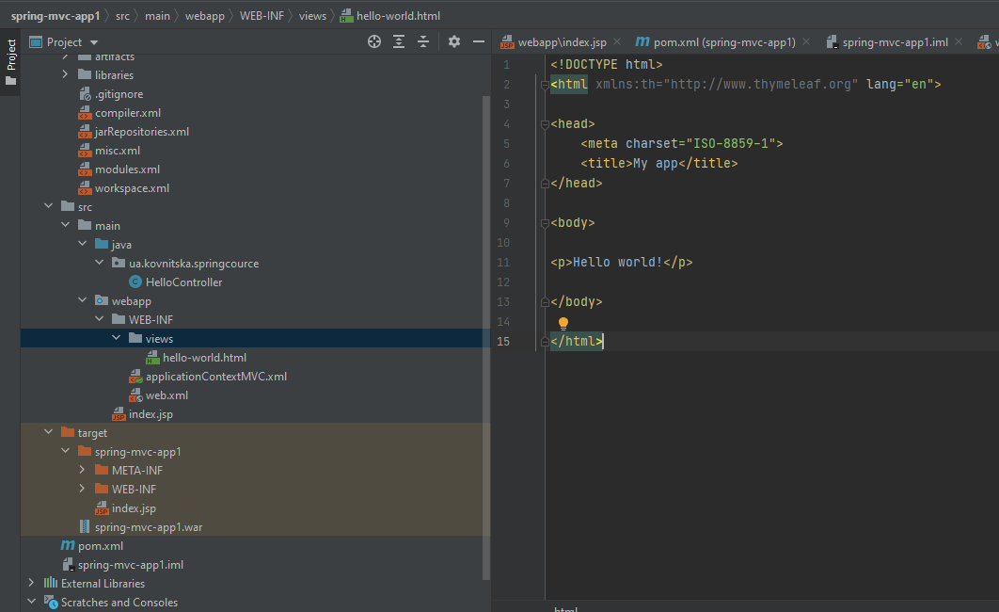 spring-mvc-app1 src main webapp WEB-INF views hello-world.html
Project
Project
webapp\index.jsp
pom.xml (spring-mvc-app1)
spring-mvc-app1.iml
artifacts
libraries
.gitignore
compiler.xml
jarRepositories.xml
misc.xml
modules.xml
workspace.xml
src
main
java
ua.kovnitska.springcource
HelloController
webapp
WEB-INF
views
hello-world.html
applicationContextMVC.xml
web.xml
index.jsp
target
spring-mvc-app1
META-INF
WEB-INF
index.jsp
spring-mvc-app1.war
pom.xml
spring-mvc-app1.iml
External Libraries
Scratches and Consoles
1 <!DOCTYPE html>
2 <html xmlns:th="http://www.thymeleaf.org" lang="en">
3
4 <head>
5 <meta charset="ISO-8859-1">
6 <title>My app</title>
7 </head>
8
9 <body>
10
11 <p>Hello world!</p>
12
13 </body>
14
15 </html>
html